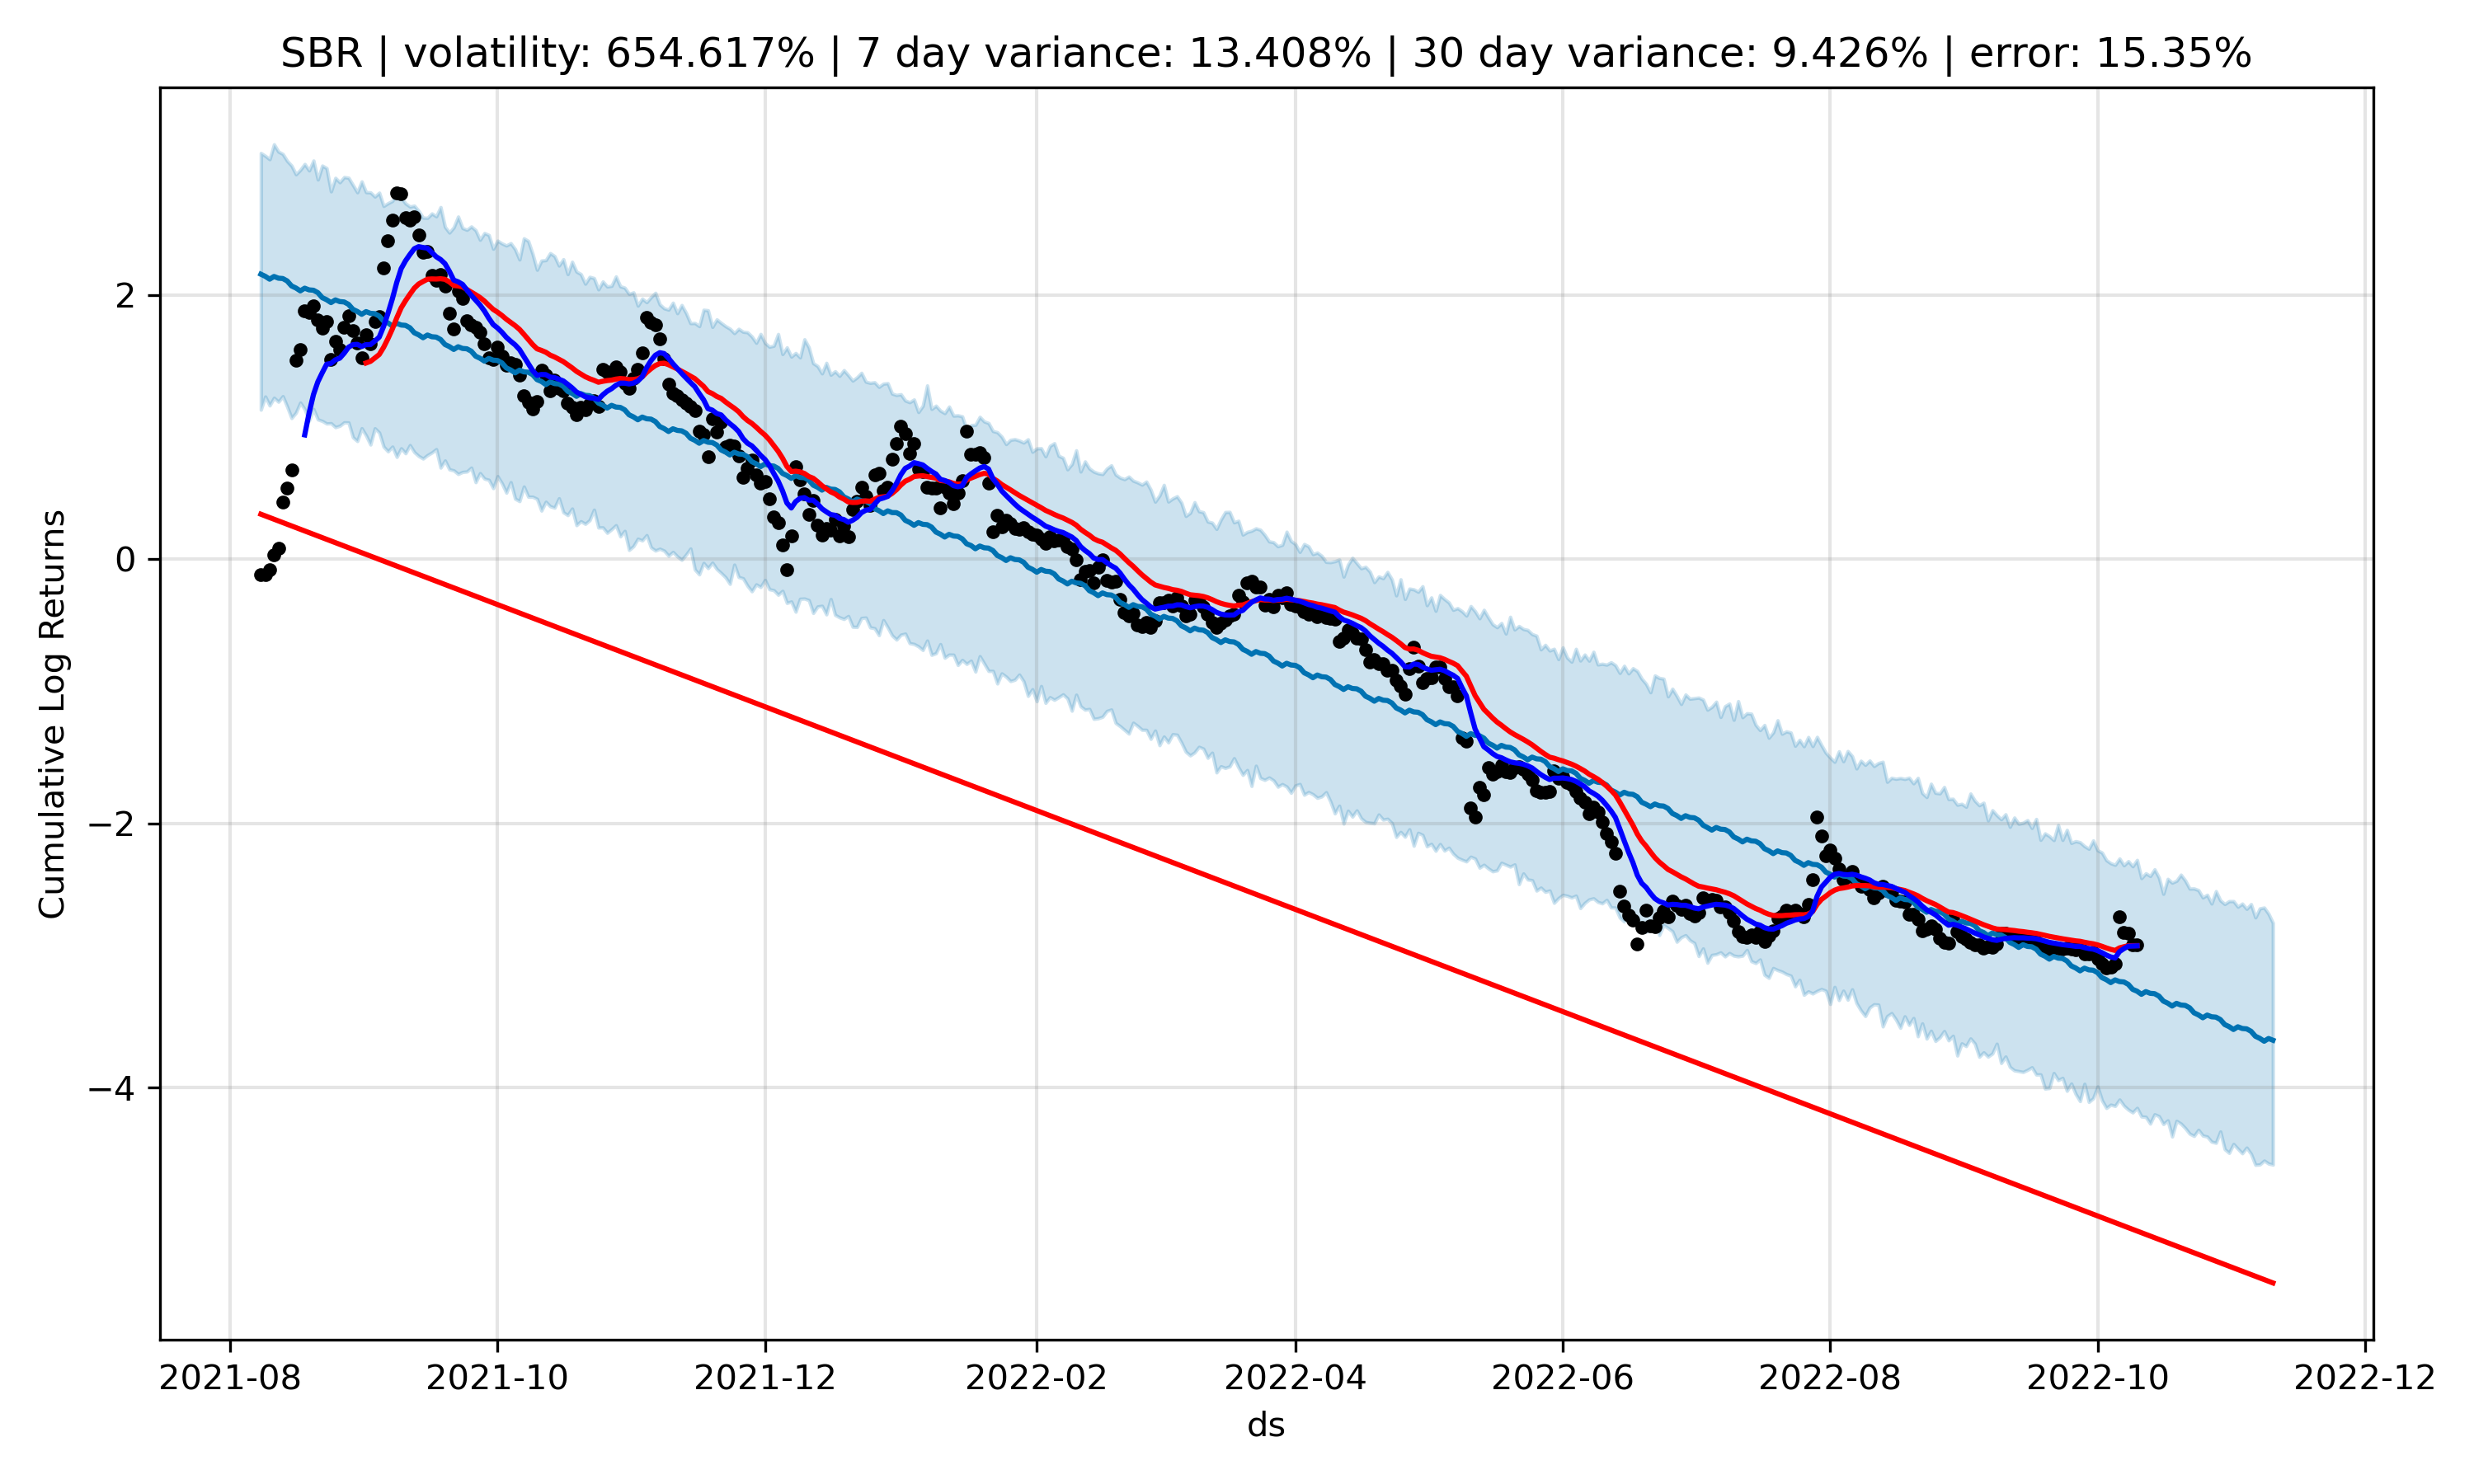 SBR | volatility: 654.617% | 7 day variance: 13.408% | 30 day variance: 9.426% | error: 15.35%
Cumulative Log Returns
2
0
−2
−4
2021-08 2021-10 2021-12 2022-02 2022-04 2022-06 2022-08 2022-10 2022-12
ds